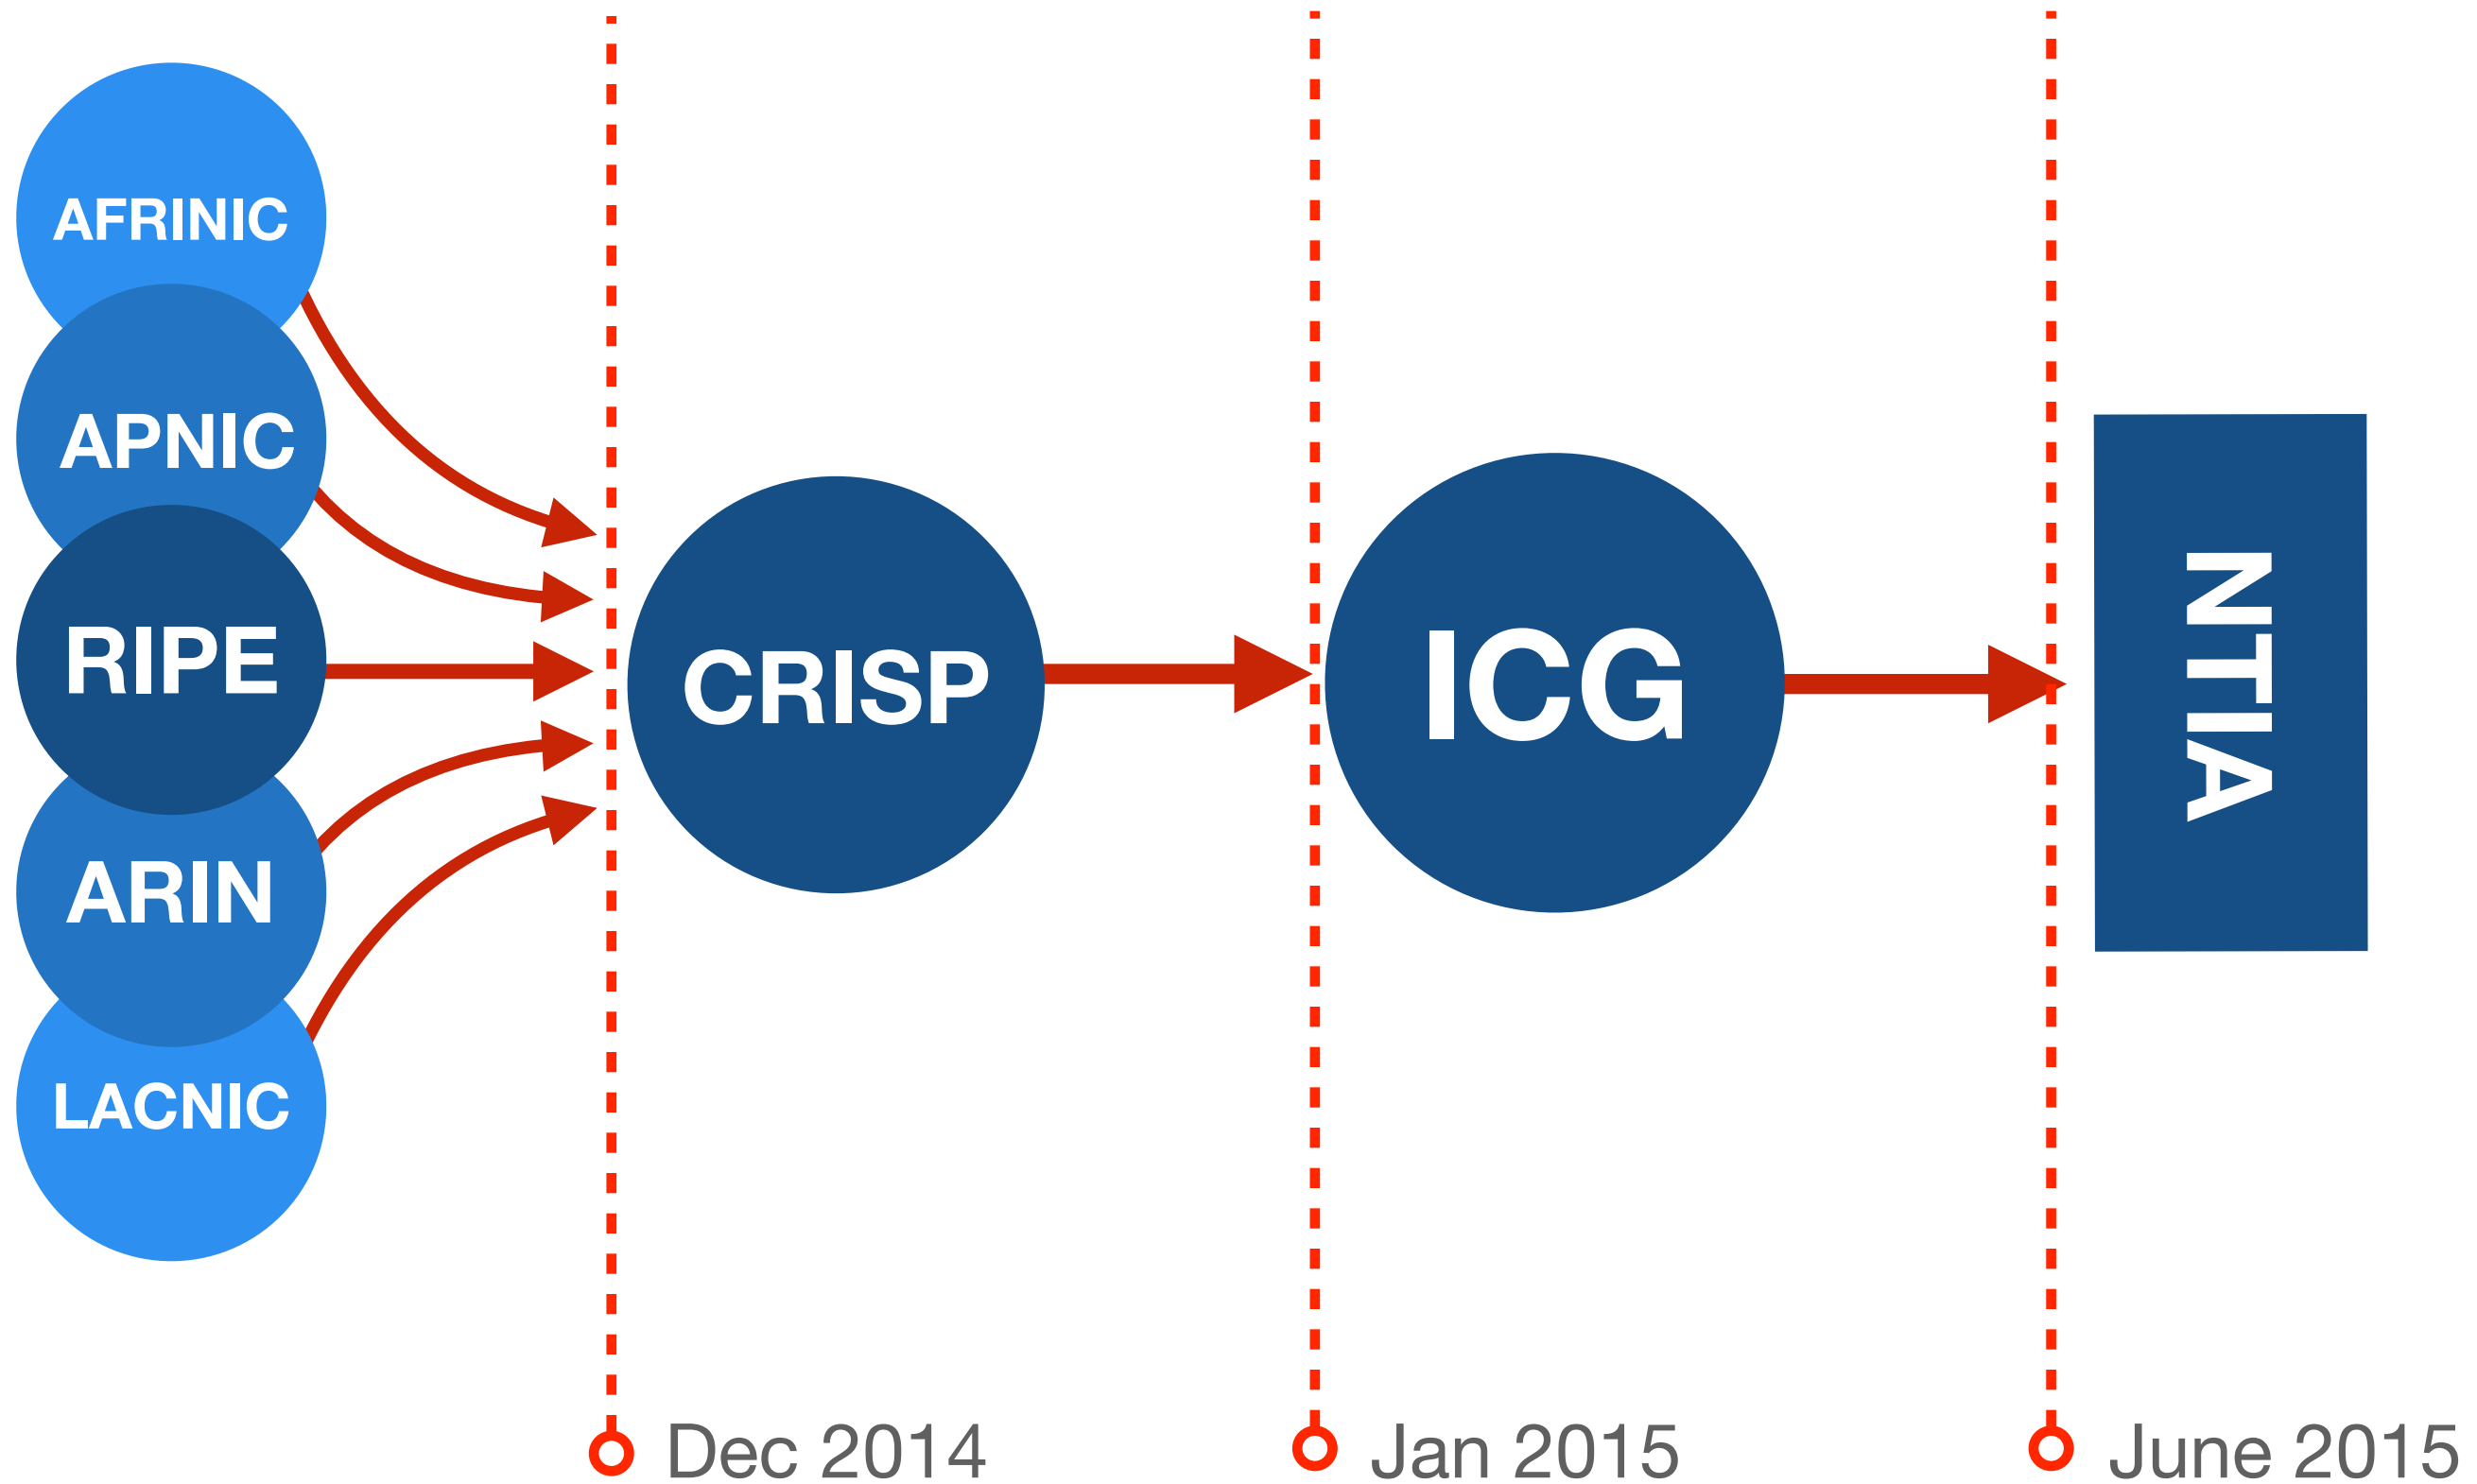 AFRINIC
APNIC
RIPE
ARIN
LACNIC
CRISP
ICG
NTIA
Dec 2014
Jan 2015
June 2015